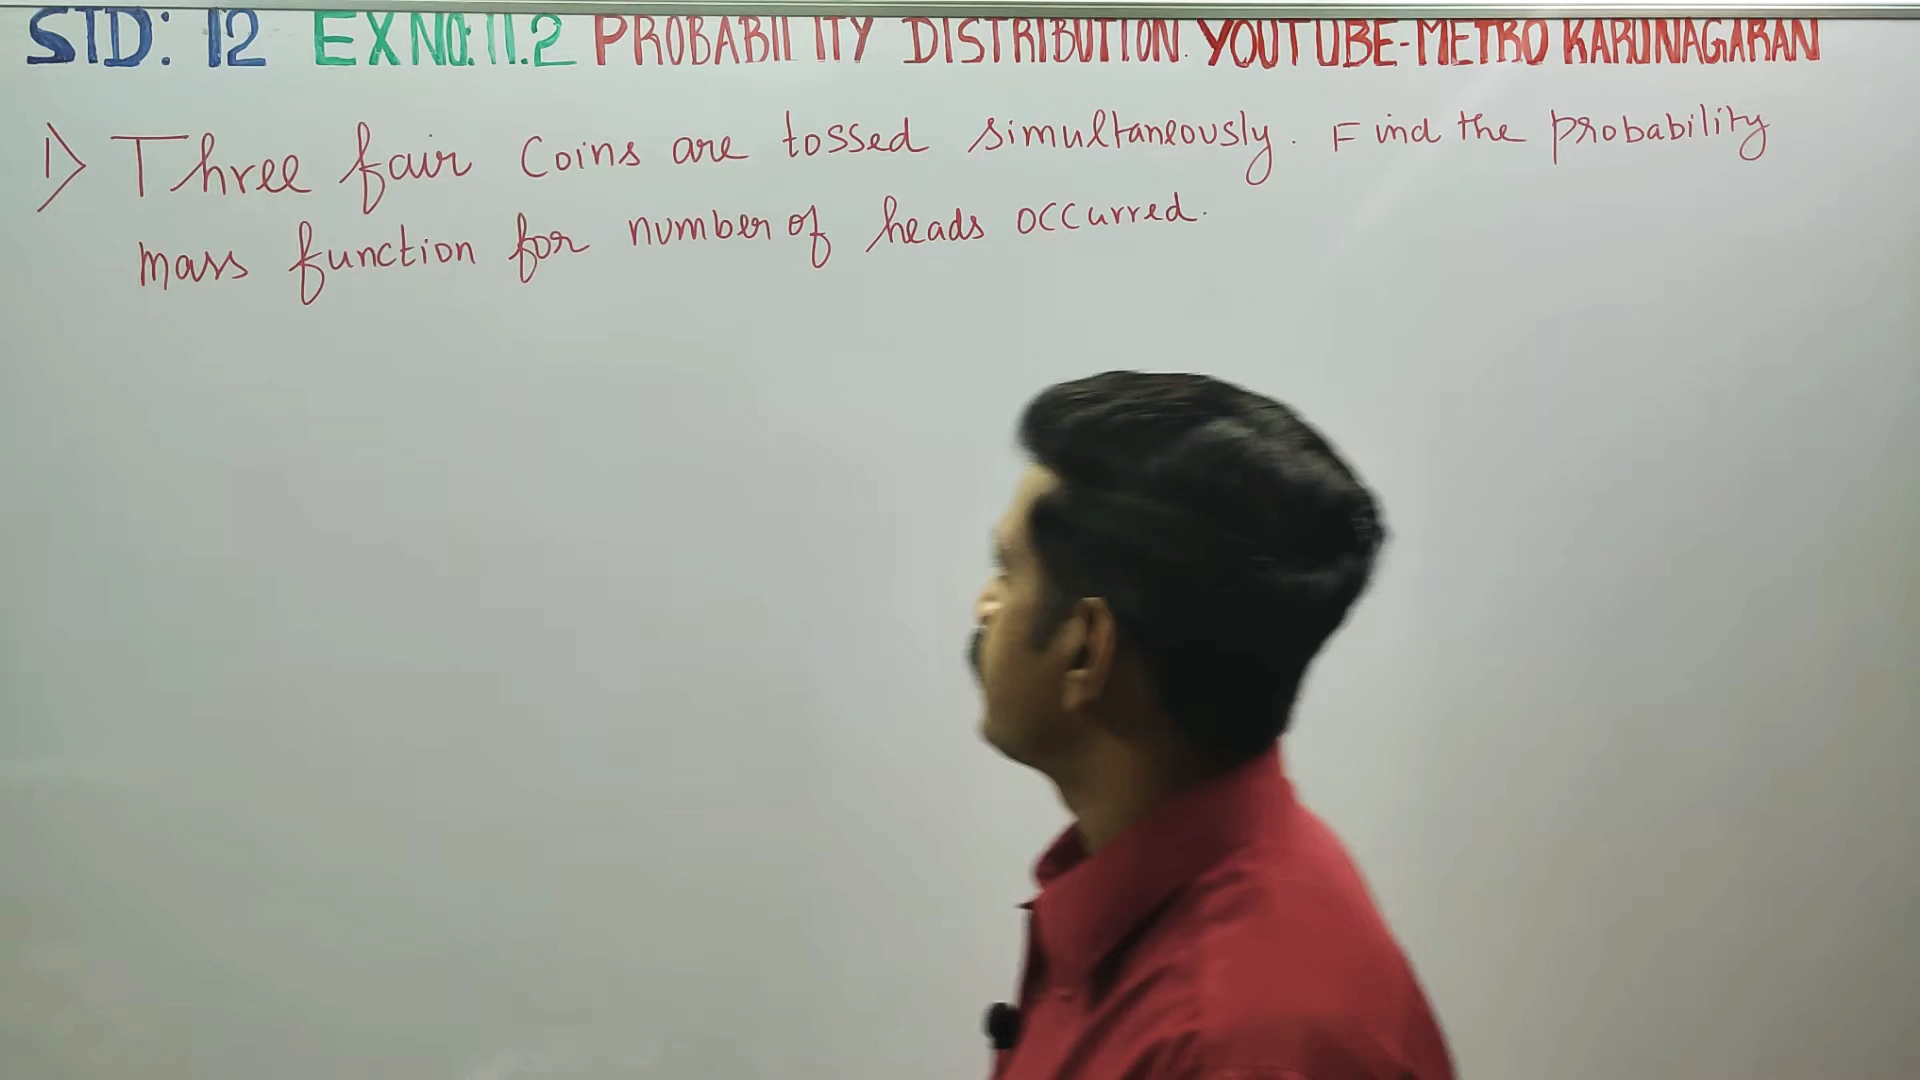 STD: 12 EX NO: 11.2 PROBABILITY DISTRIBUTION. YOUTUBE-METRO KARUNAGARAN
1) Three fair coins are tossed simultaneously. Find the probability
mass function for number of heads occurred.